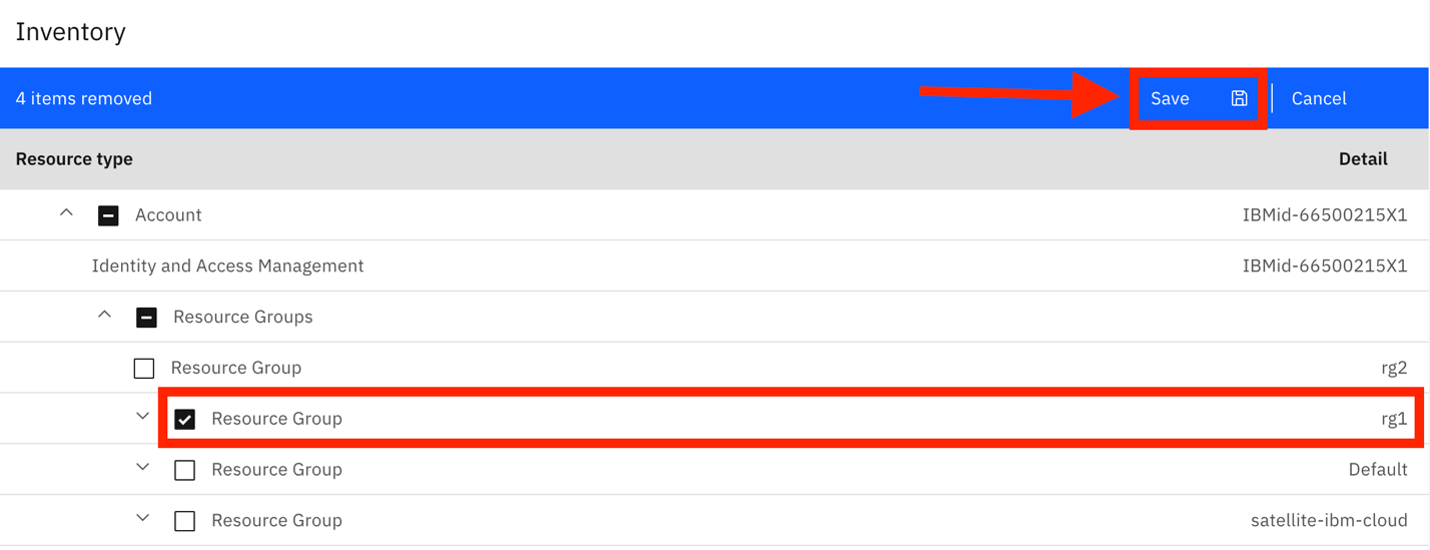 Inventory
4 items removed Save Cancel
Resource type Detail
Account IBMid-66500215X1
Identity and Access Management IBMid-66500215X1
Resource Groups
Resource Group rg2
Resource Group rg1
Resource Group Default
Resource Group satellite-ibm-cloud